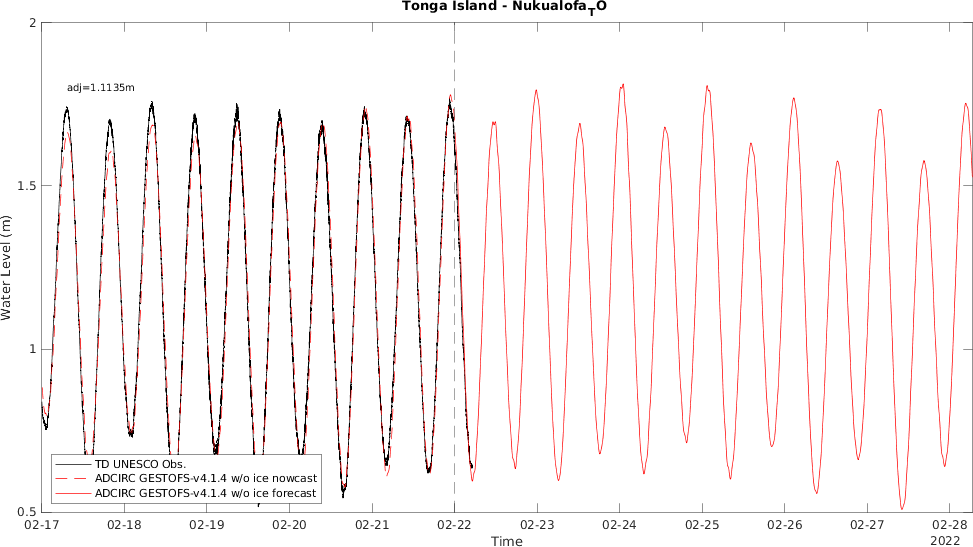 Tonga Island - Nukualofa_TO
2
adj=1.1135m
1.5
Water Level (m)
1
TD UNESCO Obs.
ADCIRC GESTOFS-v4.1.4 w/o ice nowcast
ADCIRC GESTOFS-v4.1.4 w/o ice forecast
0.5
02-17 02-18 02-19 02-20 02-21 02-22 02-23 02-24 02-25 02-26 02-27 02-28
Time 2022